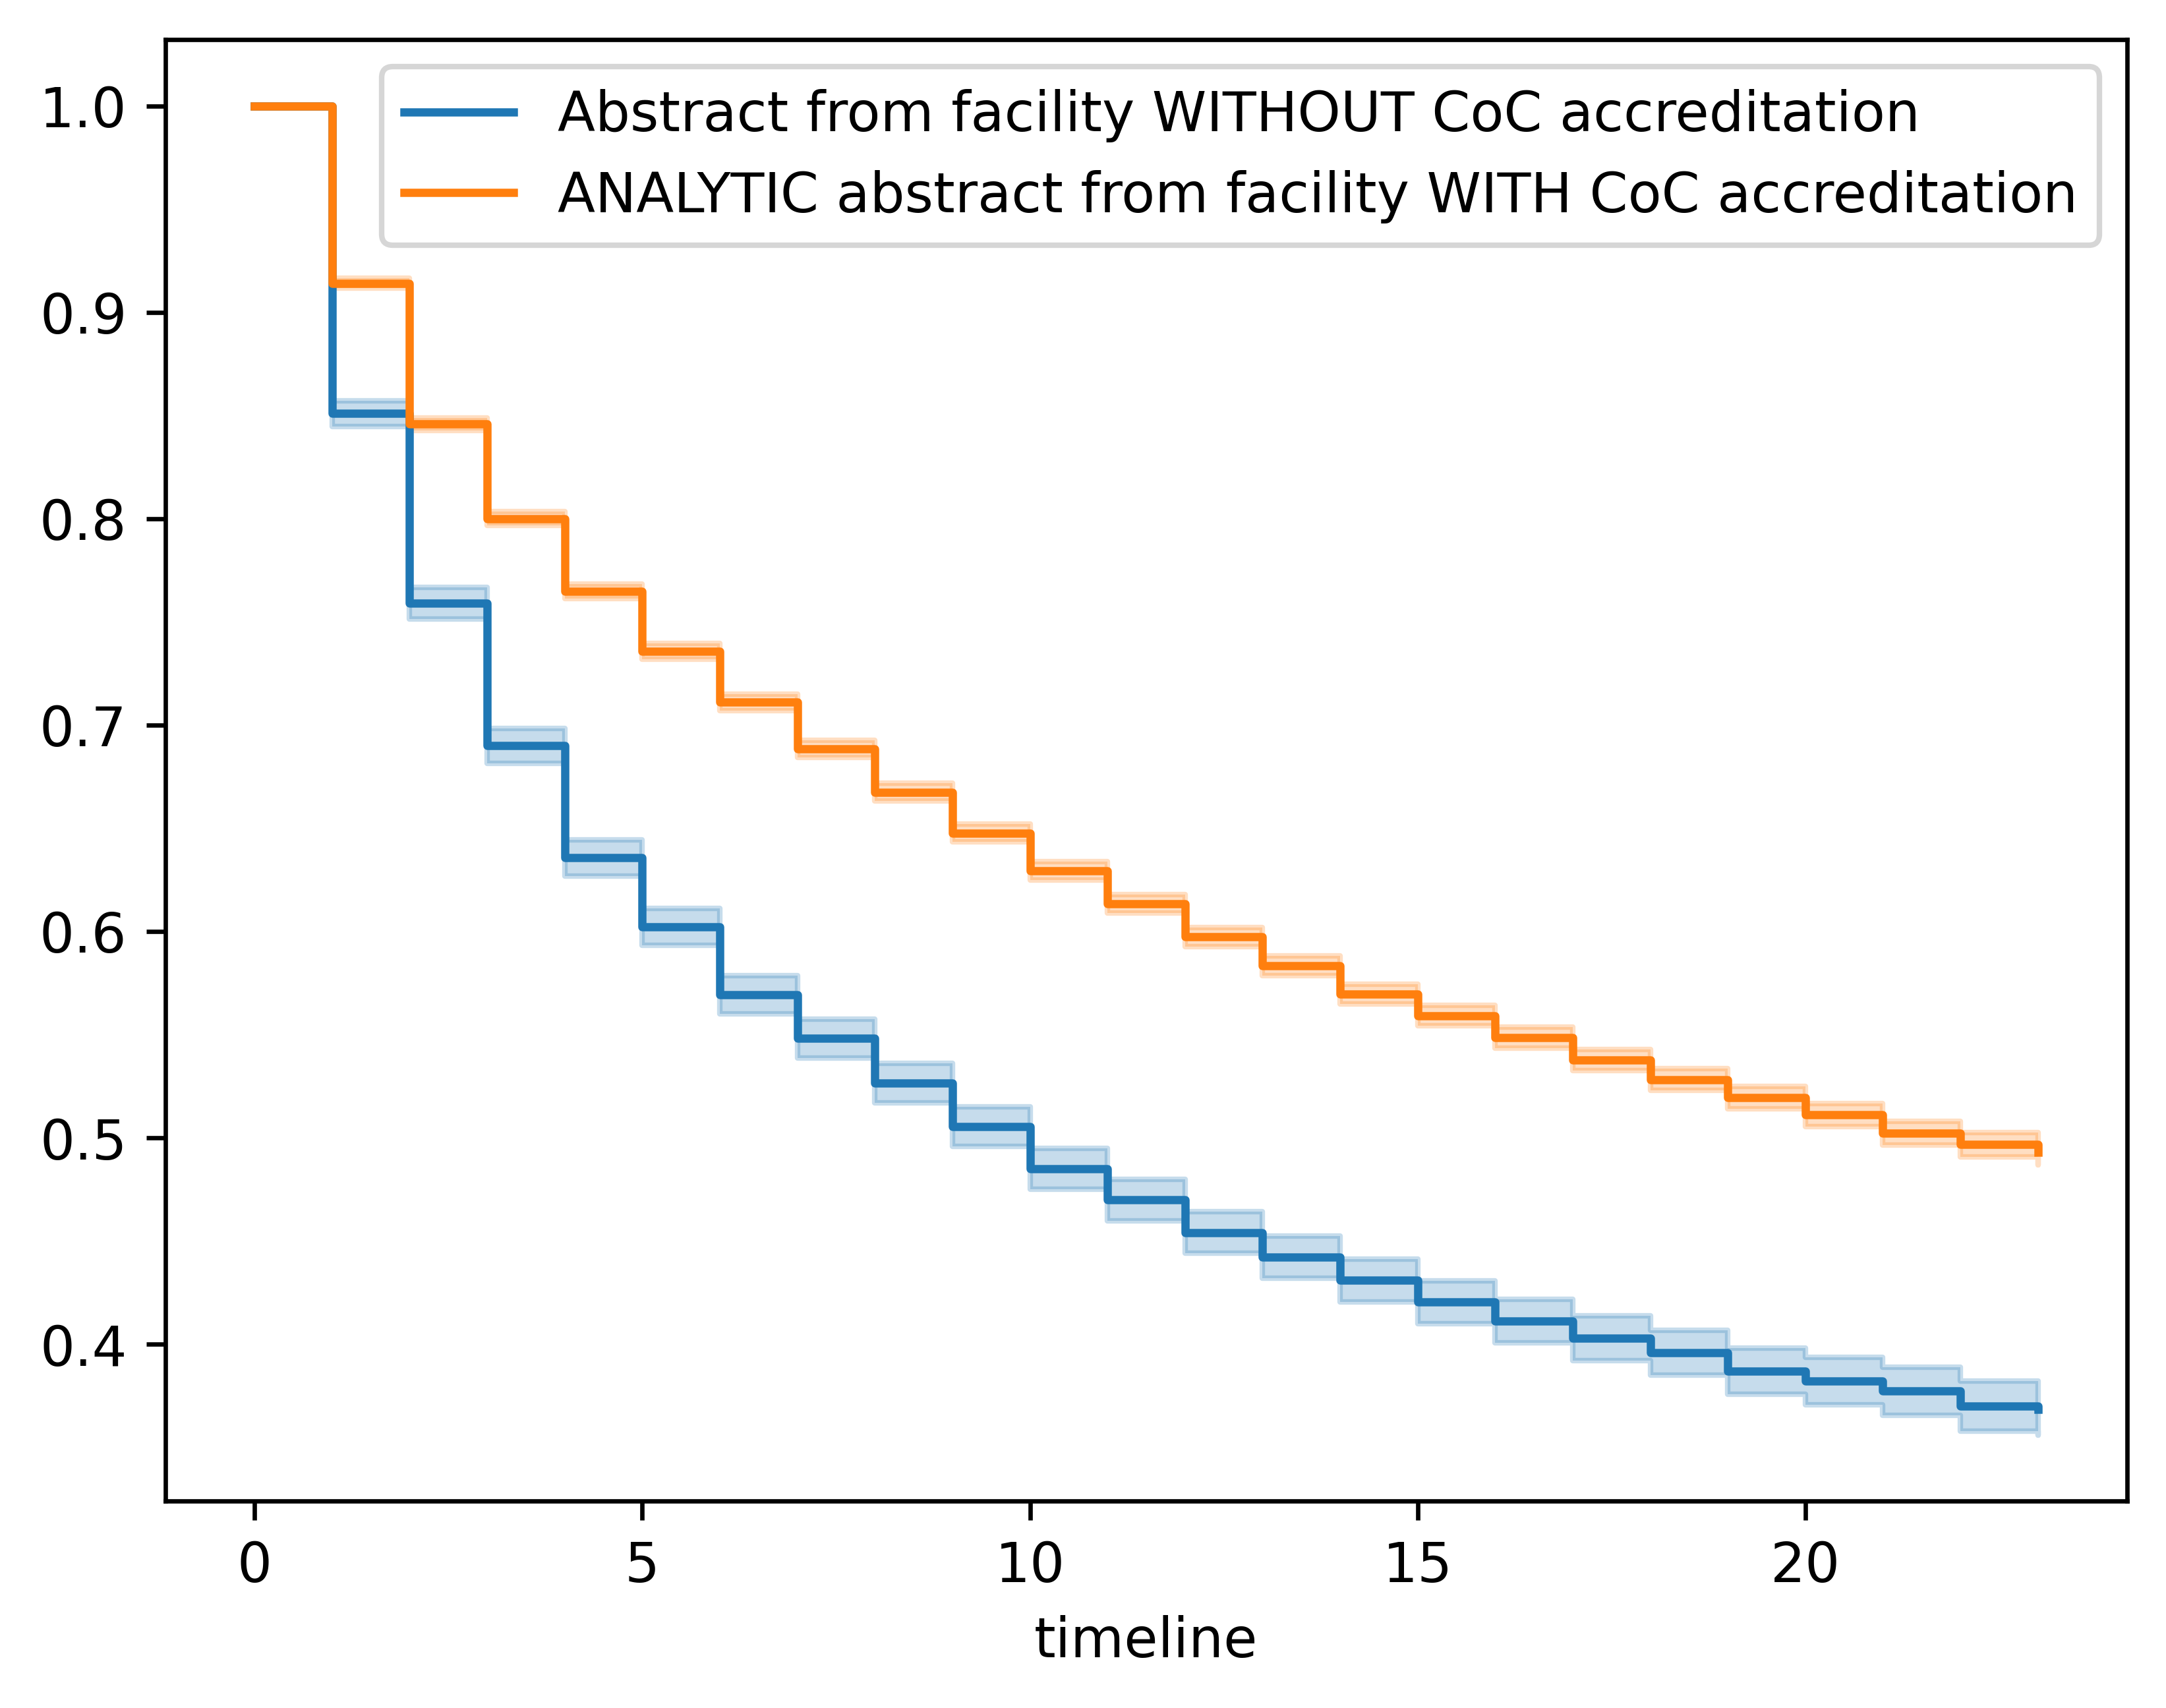 Abstract from facility WITHOUT CoC accreditation
ANALYTIC abstract from facility WITH CoC accreditation
1.0
0.9
0.8
0.7
0.6
0.5
0.4
0 5 10 15 20
timeline